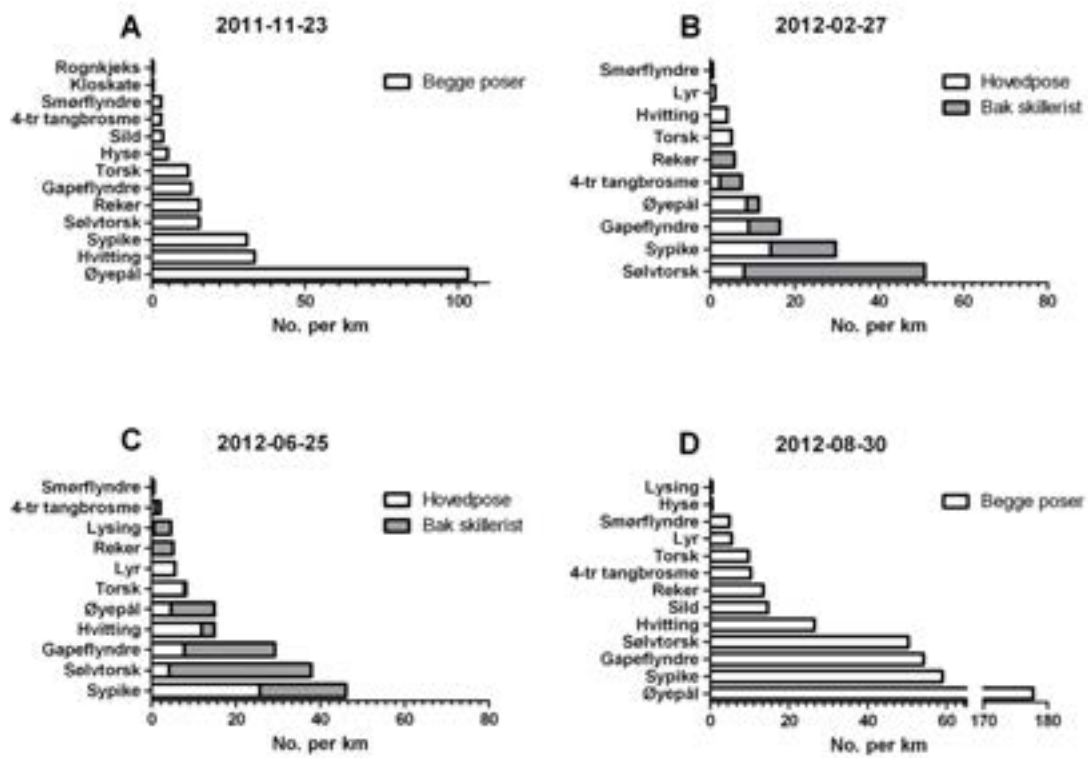 A 2011-11-23
Rognkjeks
Kloskate
Smørflyndre
4-tr tangbrosme
Sild
Hyse
Torsk
Gapeflyndre
Reker
Sølvtorsk
Sypike
Hvitting
Øyepål
Begge poser
0 50 100
No. per km
B 2012-02-27
Smørflyndre
Lyr
Hvitting
Torsk
Reker
4-tr tangbrosme
Øyepål
Gapeflyndre
Sypike
Sølvtorsk
Hovedpose
Bak skillerist
0 20 40 60 80
No. per km
C 2012-06-25
Smørflyndre
4-tr tangbrosme
Lysing
Reker
Lyr
Torsk
Øyepål
Hvitting
Gapeflyndre
Sølvtorsk
Sypike
Hovedpose
Bak skillerist
0 20 40 60 80
No. per km
D 2012-08-30
Lysing
Hyse
Smørflyndre
Lyr
Torsk
4-tr tangbrosme
Reker
Sild
Hvitting
Sølvtorsk
Gapeflyndre
Sypike
Øyepål
Begge poser
0 20 40 60 170 180
No. per km